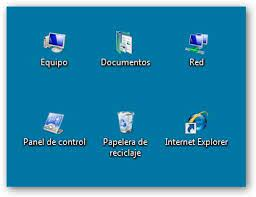 Equipo
Documentos
Red
Panel de control
Papelera de
reciclaje
Internet Explorer